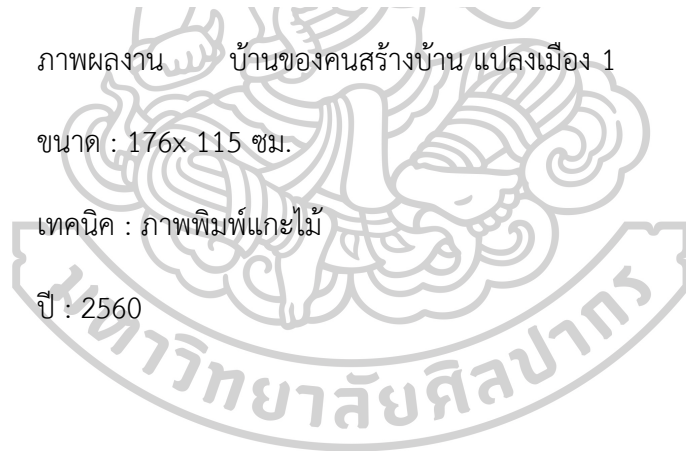 ภาพผลงาน บ้านของคนสร้างบ้าน แปลงเมือง 1
ขนาด : 176x 115 ซม.
เทคนิค : ภาพพิมพ์แกะไม้
ปี : 2560
มหาวิทยาลัยศิลปากร